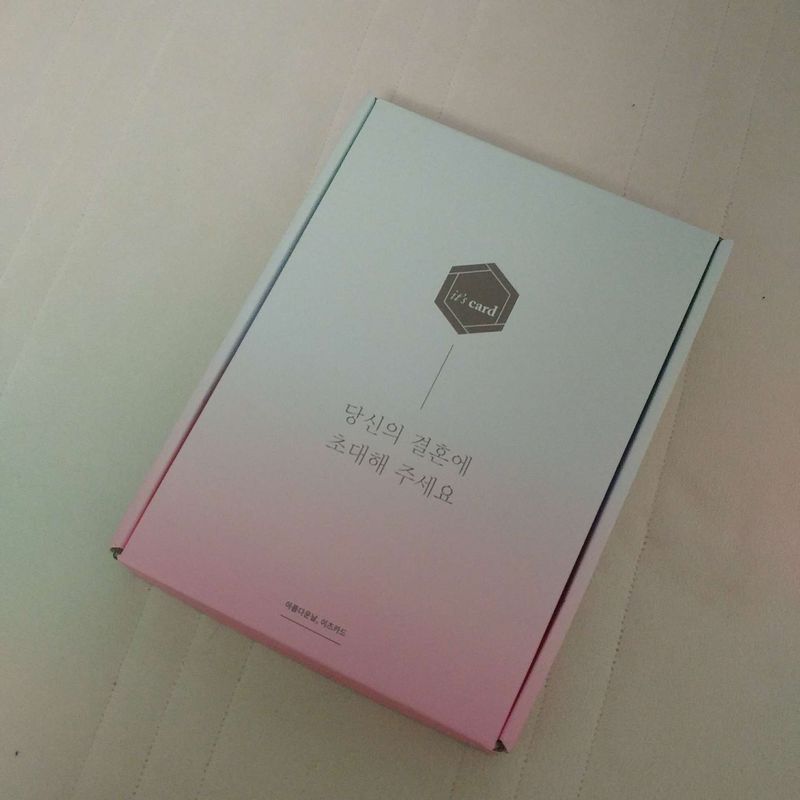 it's card
당신의 결혼에
초대해 주세요
아름다운날, 이츠카드